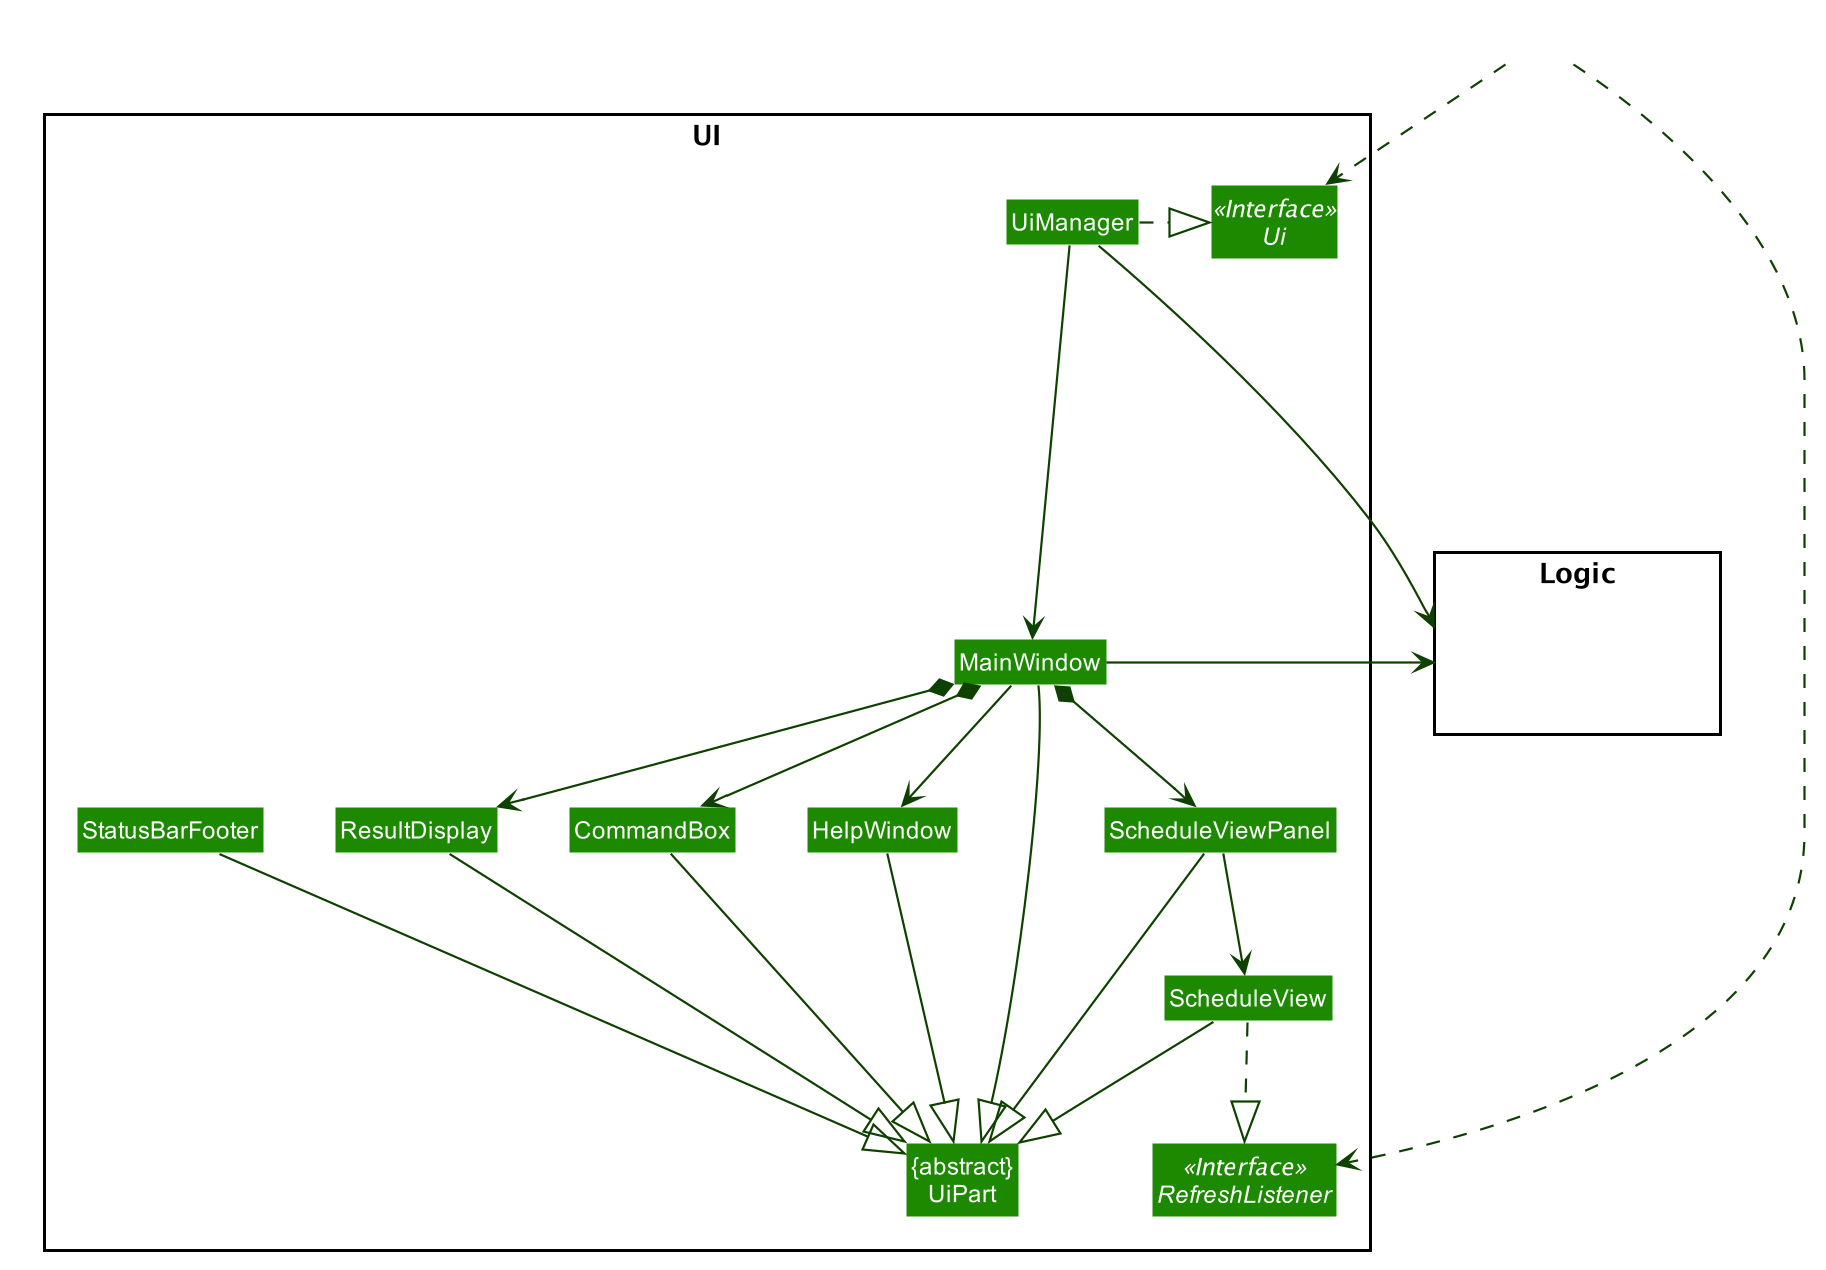 UI
UiManager
«Interface»
Ui
Logic
MainWindow
StatusBarFooter
ResultDisplay
CommandBox
HelpWindow
ScheduleViewPanel
ScheduleView
{abstract}
UiPart
«Interface»
RefreshListener